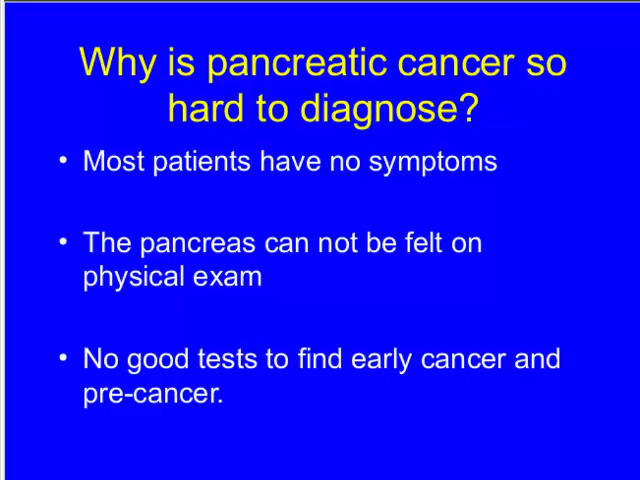 Why is pancreatic cancer so
hard to diagnose?
• Most patients have no symptoms
• The pancreas can not be felt on
physical exam
• No good tests to find early cancer and
pre-cancer.